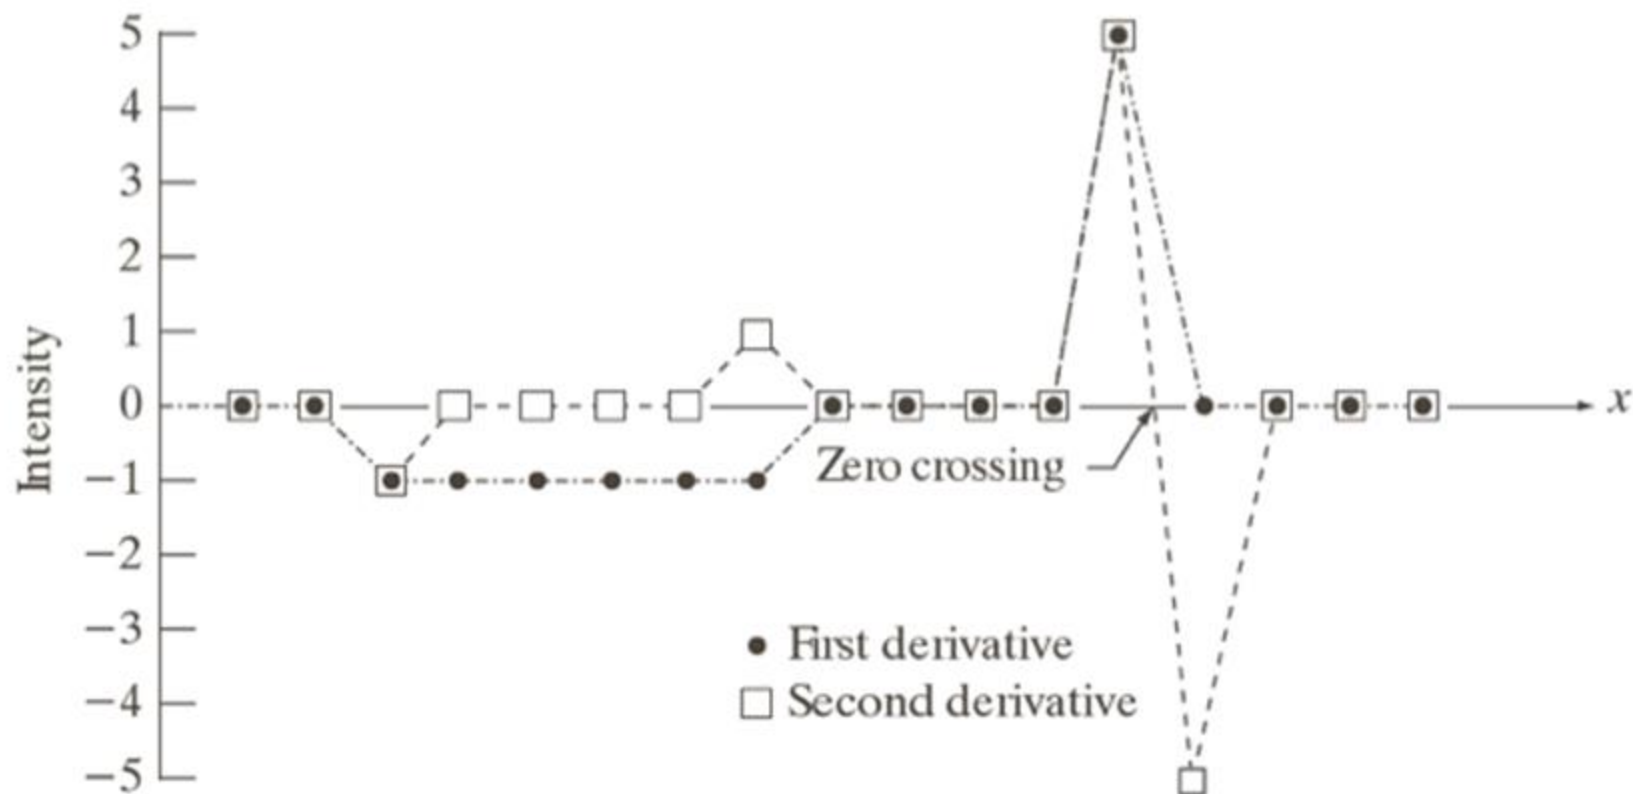 5
4
3
2
1
0
−1
−2
−3
−4
−5
Intensity
x
Zero crossing
First derivative
Second derivative